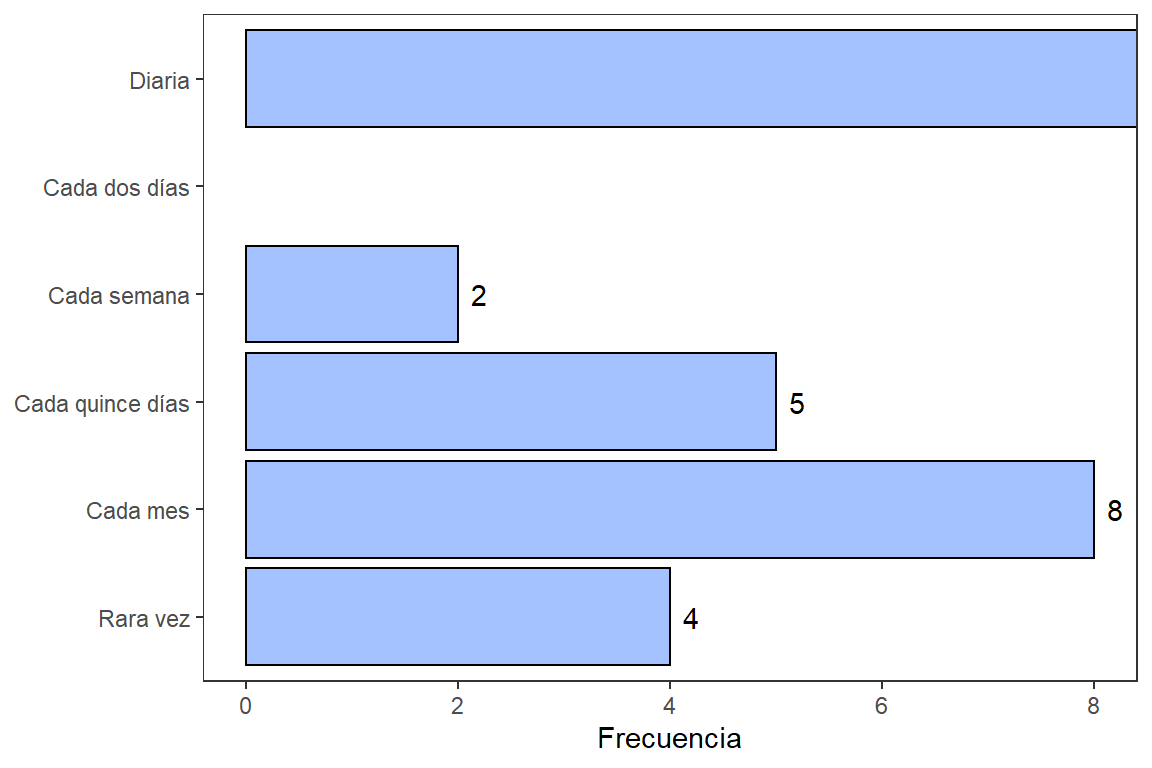 Diaria
Cada dos días
Cada semana
2
Cada quince días
5
Cada mes
8
Rara vez
4
0 2 4 6 8
Frecuencia